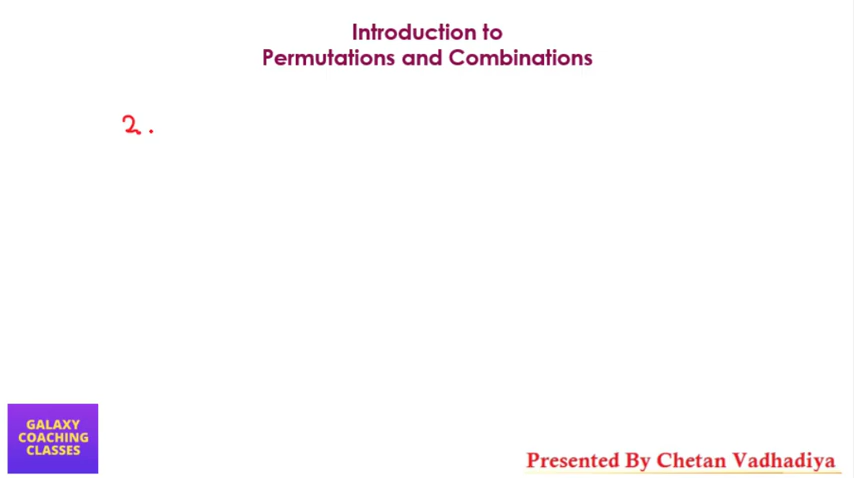 Introduction to
Permutations and Combinations
2.
GALAXY
COACHING
CLASSES
Presented By Chetan Vadhadiya